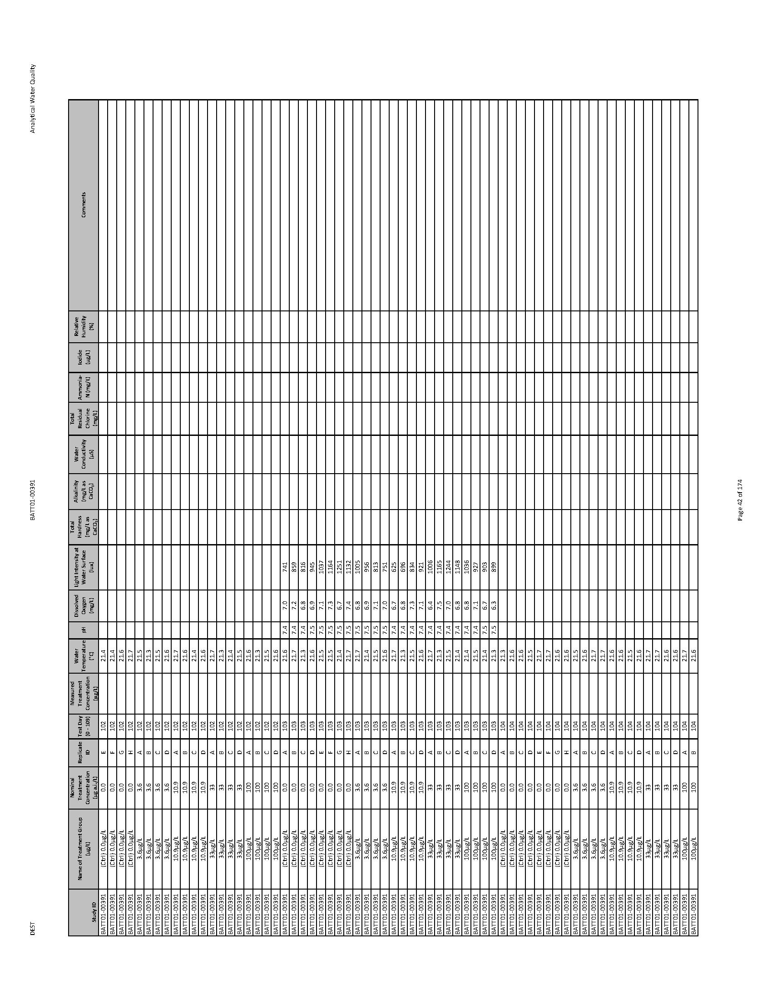 DEST BATT01-00391 Analytical Water Quality
Study ID Name of Treatment Group (µg/L) Nominal Treatment Concentration (µg a.i./L) Replicate ID Test Day (0 - 109) Measured Treatment Concentration (µg/L) Water Temperature (°C) pH Dissolved Oxygen (mg/L) Light Intensity at Water Surface (lux) Total Hardness (mg/L as CaCO₃) Alkalinity (mg/L as CaCO₃) Water Conductivity (µS) Total Residual Chlorine (mg/L) Ammonia-N (mg/L) Iodide (µg/L) Relative Humidity (%) Comments
BATT01-00391 (Ctrl) 0.0µg/L 0.0 E 102 21.4
BATT01-00391 (Ctrl) 0.0µg/L 0.0 F 102 21.4
BATT01-00391 (Ctrl) 0.0µg/L 0.0 G 102 21.6
BATT01-00391 (Ctrl) 0.0µg/L 0.0 H 102 21.7
BATT01-00391 3.6µg/L 3.6 A 102 21.5
BATT01-00391 3.6µg/L 3.6 B 102 21.3
BATT01-00391 3.6µg/L 3.6 C 102 21.5
BATT01-00391 3.6µg/L 3.6 D 102 21.6
BATT01-00391 10.9µg/L 10.9 A 102 21.7
BATT01-00391 10.9µg/L 10.9 B 102 21.6
BATT01-00391 10.9µg/L 10.9 C 102 21.4
BATT01-00391 10.9µg/L 10.9 D 102 21.6
BATT01-00391 33µg/L 33 A 102 21.7
BATT01-00391 33µg/L 33 B 102 21.3
BATT01-00391 33µg/L 33 C 102 21.4
BATT01-00391 33µg/L 33 D 102 21.5
BATT01-00391 100µg/L 100 A 102 21.6
BATT01-00391 100µg/L 100 B 102 21.3
BATT01-00391 100µg/L 100 C 102 21.5
BATT01-00391 100µg/L 100 D 102 21.6
BATT01-00391 (Ctrl) 0.0µg/L 0.0 A 103 21.6 7.4 7.0 741
BATT01-00391 (Ctrl) 0.0µg/L 0.0 B 103 21.7 7.4 7.2 859
BATT01-00391 (Ctrl) 0.0µg/L 0.0 C 103 21.3 7.4 6.8 816
BATT01-00391 (Ctrl) 0.0µg/L 0.0 D 103 21.6 7.5 6.9 945
BATT01-00391 (Ctrl) 0.0µg/L 0.0 E 103 21.5 7.5 7.1 1037
BATT01-00391 (Ctrl) 0.0µg/L 0.0 F 103 21.5 7.5 7.3 1164
BATT01-00391 (Ctrl) 0.0µg/L 0.0 G 103 21.4 7.5 6.7 1251
BATT01-00391 (Ctrl) 0.0µg/L 0.0 H 103 21.7 7.5 7.4 1132
BATT01-00391 3.6µg/L 3.6 A 103 21.7 7.5 6.8 1005
BATT01-00391 3.6µg/L 3.6 B 103 21.4 7.5 6.9 956
BATT01-00391 3.6µg/L 3.6 C 103 21.5 7.5 7.1 813
BATT01-00391 3.6µg/L 3.6 D 103 21.6 7.5 7.0 751
BATT01-00391 10.9µg/L 10.9 A 103 21.7 7.4 6.7 625
BATT01-00391 10.9µg/L 10.9 B 103 21.3 7.4 6.8 696
BATT01-00391 10.9µg/L 10.9 C 103 21.5 7.4 7.3 834
BATT01-00391 10.9µg/L 10.9 D 103 21.6 7.4 7.1 921
BATT01-00391 33µg/L 33 A 103 21.7 7.4 6.4 1006
BATT01-00391 33µg/L 33 B 103 21.3 7.4 7.5 1165
BATT01-00391 33µg/L 33 C 103 21.5 7.4 7.0 1244
BATT01-00391 33µg/L 33 D 103 21.4 7.4 6.8 1148
BATT01-00391 100µg/L 100 A 103 21.4 7.4 6.8 1036
BATT01-00391 100µg/L 100 B 103 21.5 7.4 7.1 927
BATT01-00391 100µg/L 100 C 103 21.4 7.5 6.7 903
BATT01-00391 100µg/L 100 D 103 21.3 7.5 6.3 899
BATT01-00391 (Ctrl) 0.0µg/L 0.0 A 104 21.3
BATT01-00391 (Ctrl) 0.0µg/L 0.0 B 104 21.6
BATT01-00391 (Ctrl) 0.0µg/L 0.0 C 104 21.6
BATT01-00391 (Ctrl) 0.0µg/L 0.0 D 104 21.5
BATT01-00391 (Ctrl) 0.0µg/L 0.0 E 104 21.7
BATT01-00391 (Ctrl) 0.0µg/L 0.0 F 104 21.7
BATT01-00391 (Ctrl) 0.0µg/L 0.0 G 104 21.6
BATT01-00391 (Ctrl) 0.0µg/L 0.0 H 104 21.6
BATT01-00391 3.6µg/L 3.6 A 104 21.5
BATT01-00391 3.6µg/L 3.6 B 104 21.6
BATT01-00391 3.6µg/L 3.6 C 104 21.7
BATT01-00391 3.6µg/L 3.6 D 104 21.7
BATT01-00391 10.9µg/L 10.9 A 104 21.6
BATT01-00391 10.9µg/L 10.9 B 104 21.6
BATT01-00391 10.9µg/L 10.9 C 104 21.5
BATT01-00391 10.9µg/L 10.9 D 104 21.6
BATT01-00391 33µg/L 33 A 104 21.7
BATT01-00391 33µg/L 33 B 104 21.7
BATT01-00391 33µg/L 33 C 104 21.6
BATT01-00391 33µg/L 33 D 104 21.6
BATT01-00391 100µg/L 100 A 104 21.7
BATT01-00391 100µg/L 100 B 104 21.6
Page 42 of 174